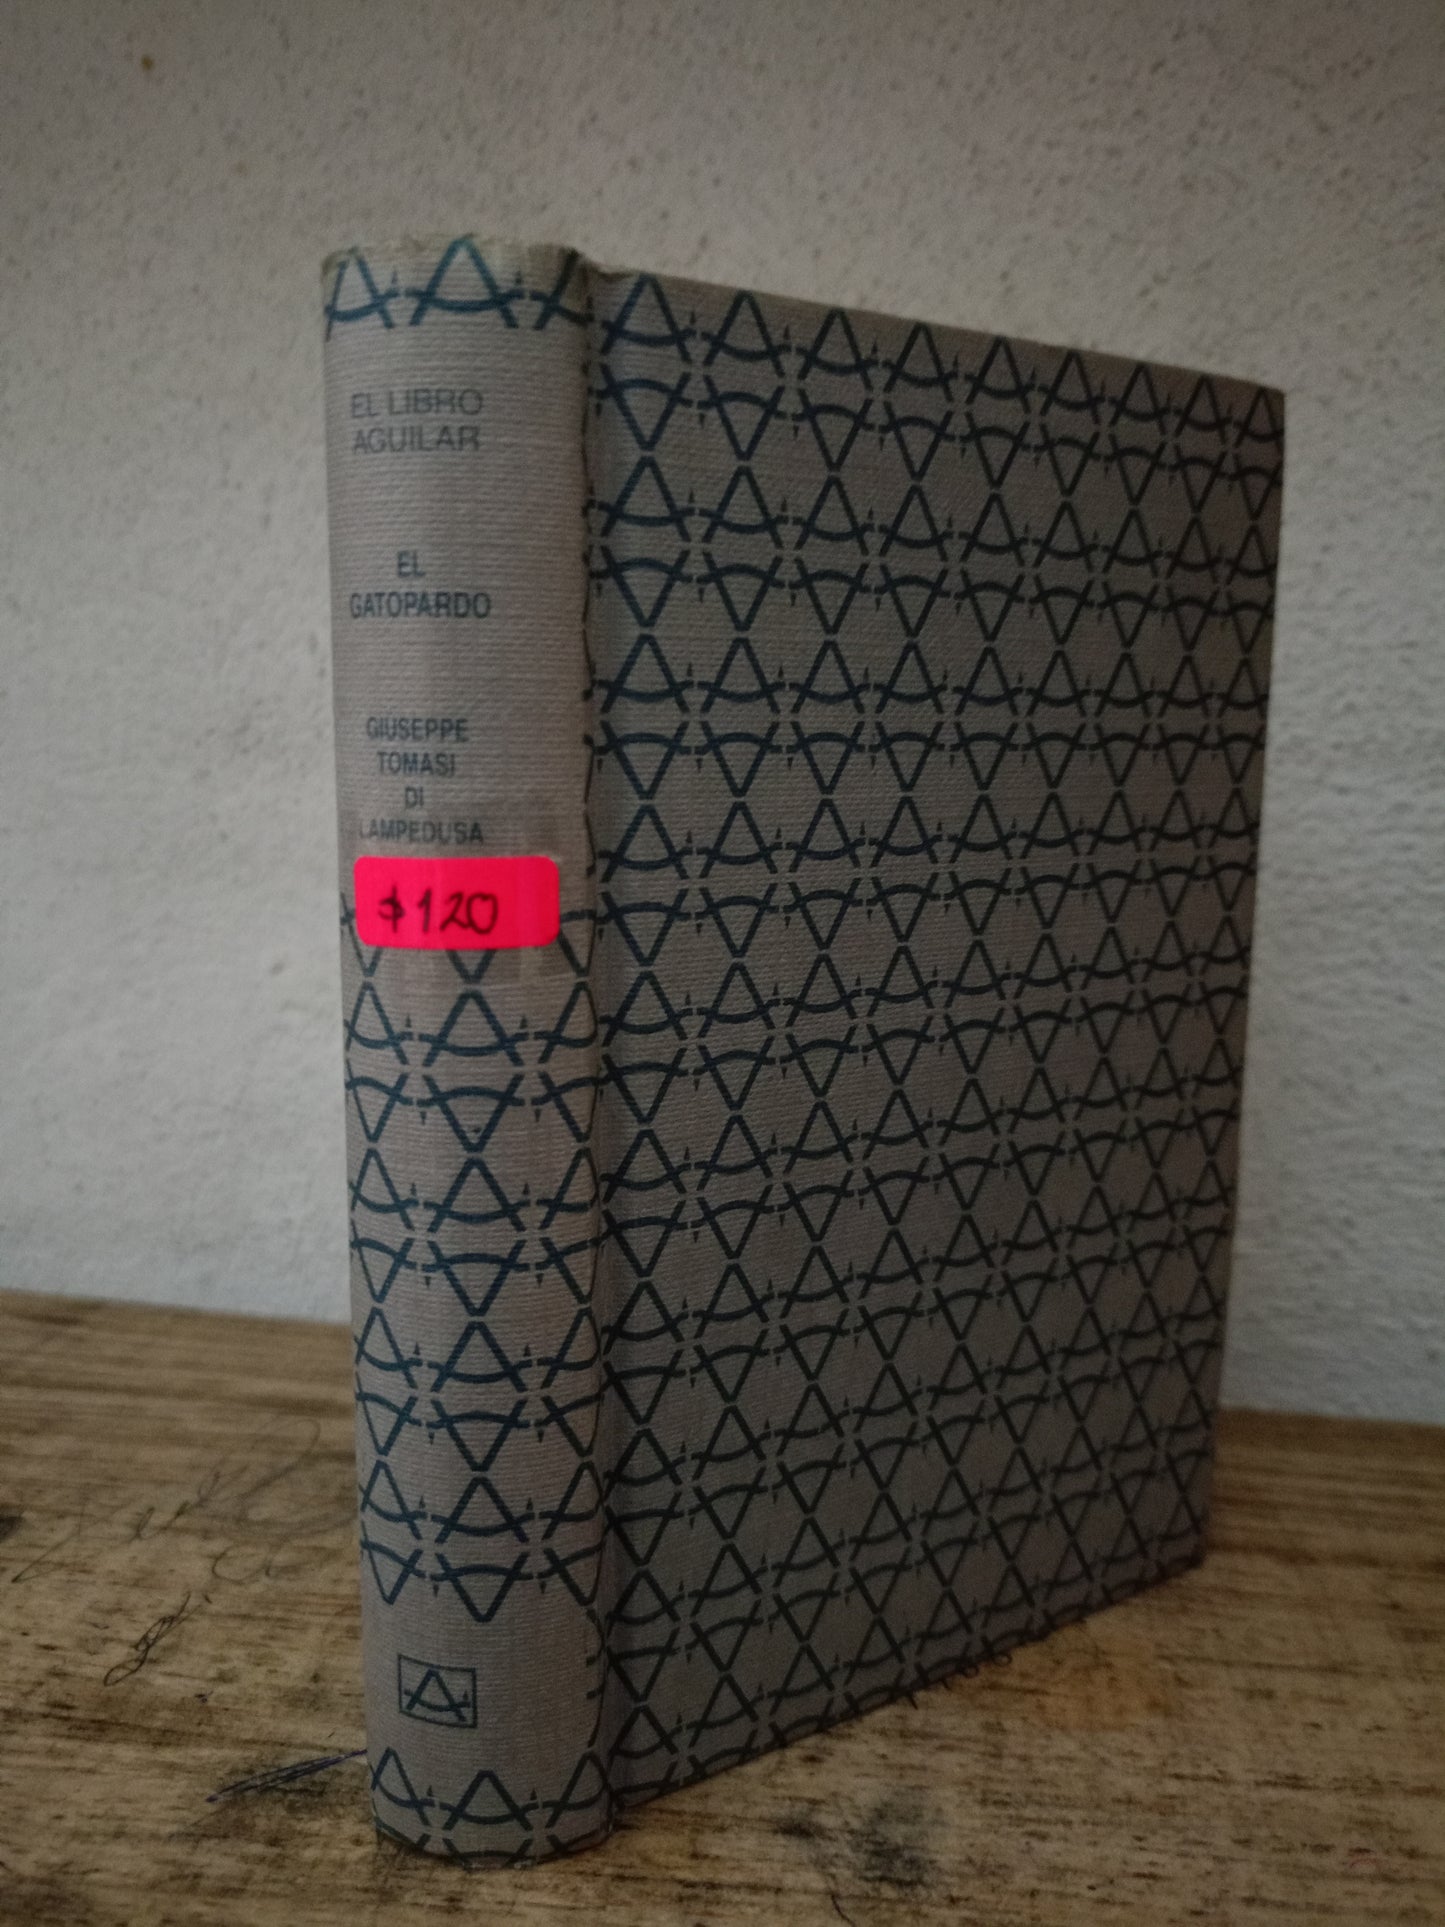 EL LIBRO
AGUILAR
EL
GATOPARDO
GIUSEPPE
TOMASI
DI
LAMPEDUSA
$120